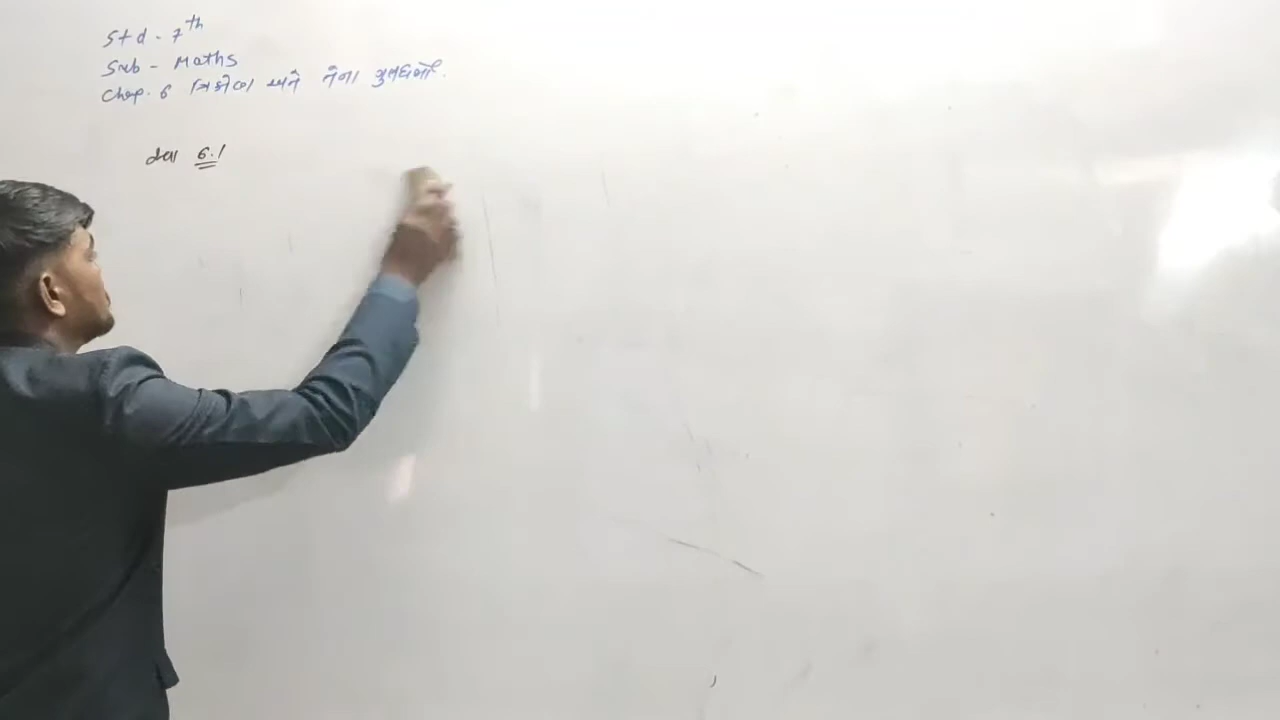 Std - 7th
Sub - Maths
Chap. 6 ત્રિકોણ અને તેના ગુણધર્મો.
સ્વા 6.1